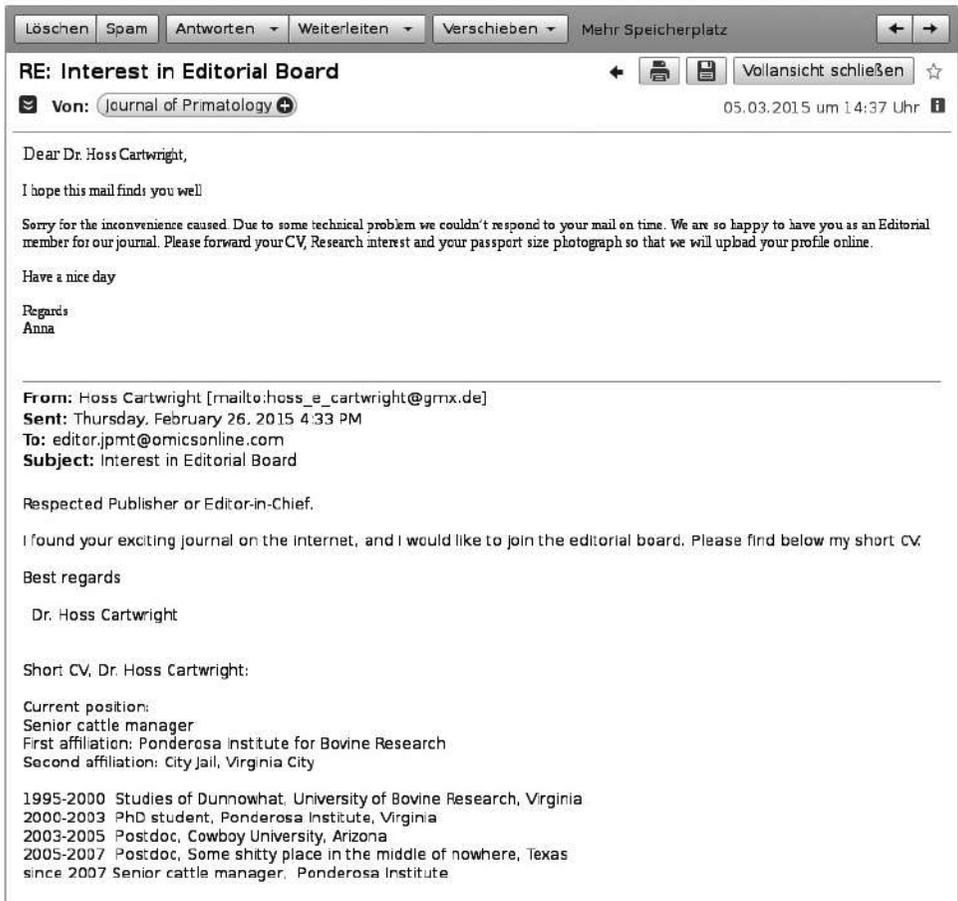 Löschen Spam Antworten Weiterleiten Verschieben Mehr Speicherplatz
RE: Interest in Editorial Board Vollansicht schließen
Von: Journal of Primatology 05.03.2015 um 14:37 Uhr
Dear Dr. Hoss Cartwright,
I hope this mail finds you well
Sorry for the inconvenience caused. Due to some technical problem we couldn't respond to your mail on time. We are so happy to have you as an Editorial
member for our journal. Please forward your CV, Research interest and your passport size photograph so that we will upload your profile online.
Have a nice day
Regards
Anna
From: Hoss Cartwright [mailto:hoss_e_cartwright@gmx.de]
Sent: Thursday, February 26, 2015 4:33 PM
To: editor.jpmt@omicsonline.com
Subject: Interest in Editorial Board
Respected Publisher or Editor-in-Chief.
I found your exciting journal on the internet, and I would like to join the editorial board. Please find below my short CV.
Best regards
Dr. Hoss Cartwright
Short CV, Dr. Hoss Cartwright:
Current position:
Senior cattle manager
First affiliation: Ponderosa Institute for Bovine Research
Second affiliation: City Jail, Virginia City
1995-2000 Studies of Dunnowhat, University of Bovine Research, Virginia
2000-2003 PhD student, Ponderosa Institute, Virginia
2003-2005 Postdoc, Cowboy University, Arizona
2005-2007 Postdoc, Some shitty place in the middle of nowhere, Texas
since 2007 Senior cattle manager, Ponderosa Institute